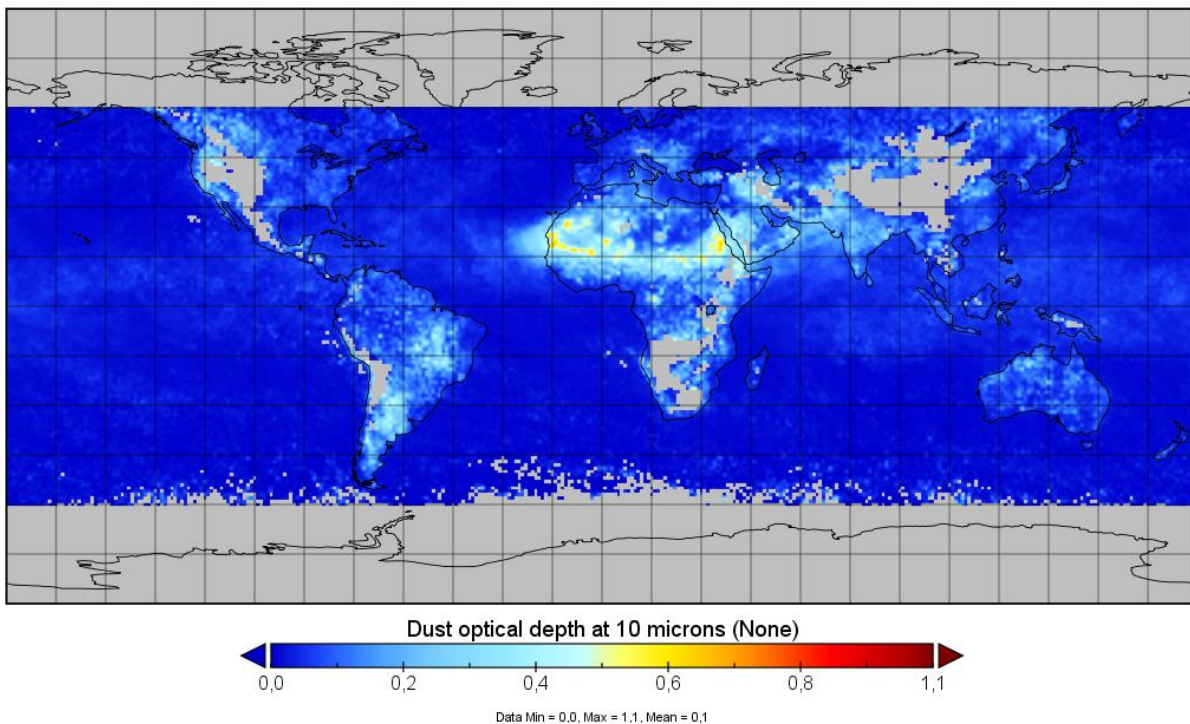 Dust optical depth at 10 microns (None)
0,0 0,2 0,4 0,6 0,8 1,1
Data Min = 0,0, Max = 1,1, Mean = 0,1